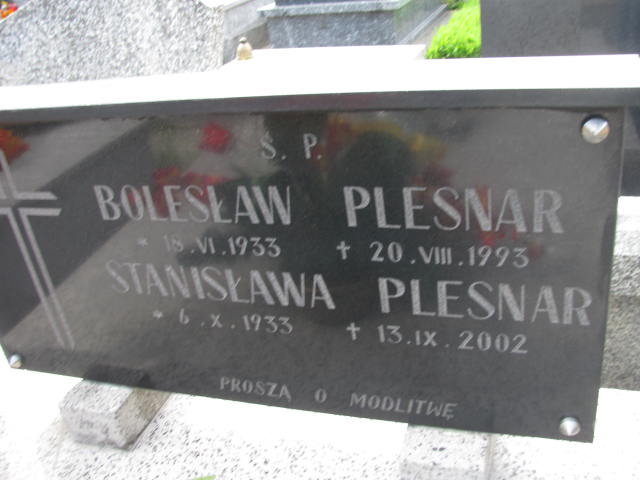 Ś. P.
BOLESŁAW PLESNAR
* 18.VI.1933 ✝ 20.VIII.1993
STANISŁAWA PLESNAR
* 6.X.1933 ✝ 13.IX.2002
PROSZĄ O MODLITWĘ